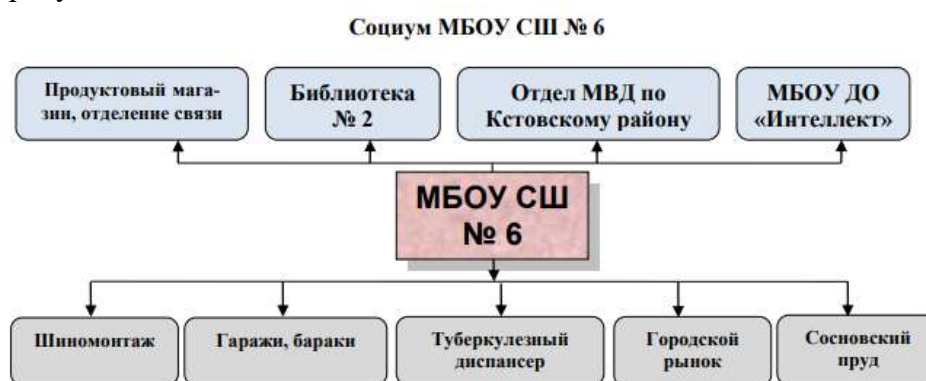 Социум МБОУ СШ № 6
Продуктовый мага-
зин, отделение связи
Библиотека
№ 2
Отдел МВД по
Кстовскому району
МБОУ ДО
«Интеллект»
МБОУ СШ
№ 6
Шиномонтаж
Гаражи, бараки
Туберкулезный
диспансер
Городской
рынок
Сосновский
пруд